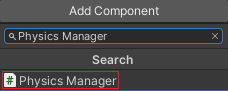 Add Component
Physics Manager
Search
# Physics Manager